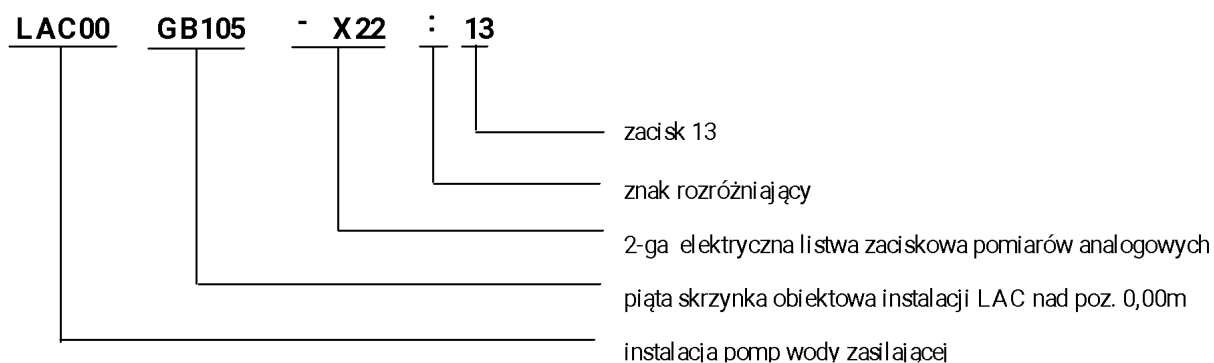 LAC00 GB105 - X22 : 13
zacisk 13
znak rozróżniający
2-ga elektryczna listwa zaciskowa pomiarów analogowych
piąta skrzynka obiektowa instalacji LAC nad poz. 0,00m
instalacja pomp wody zasilającej